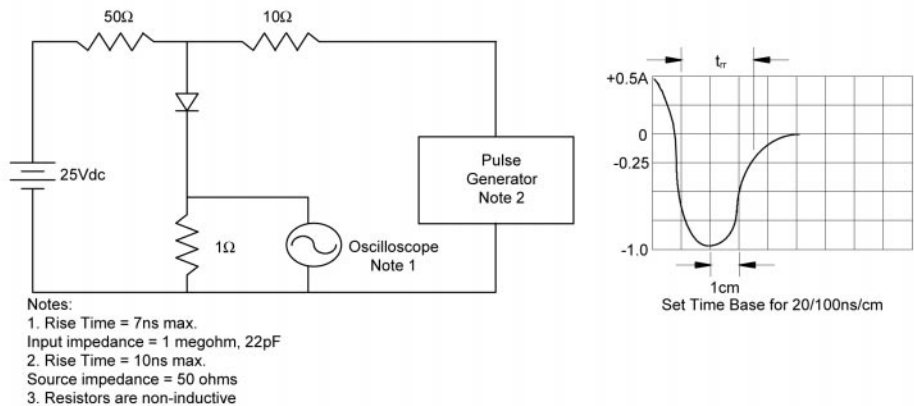 50Ω
10Ω
25Vdc
1Ω
Oscilloscope
Note 1
Pulse
Generator
Note 2
Notes:
1. Rise Time = 7ns max.
Input impedance = 1 megohm, 22pF
2. Rise Time = 10ns max.
Source impedance = 50 ohms
3. Resistors are non-inductive
trr
+0.5A
0
-0.25
-1.0
1cm
Set Time Base for 20/100ns/cm